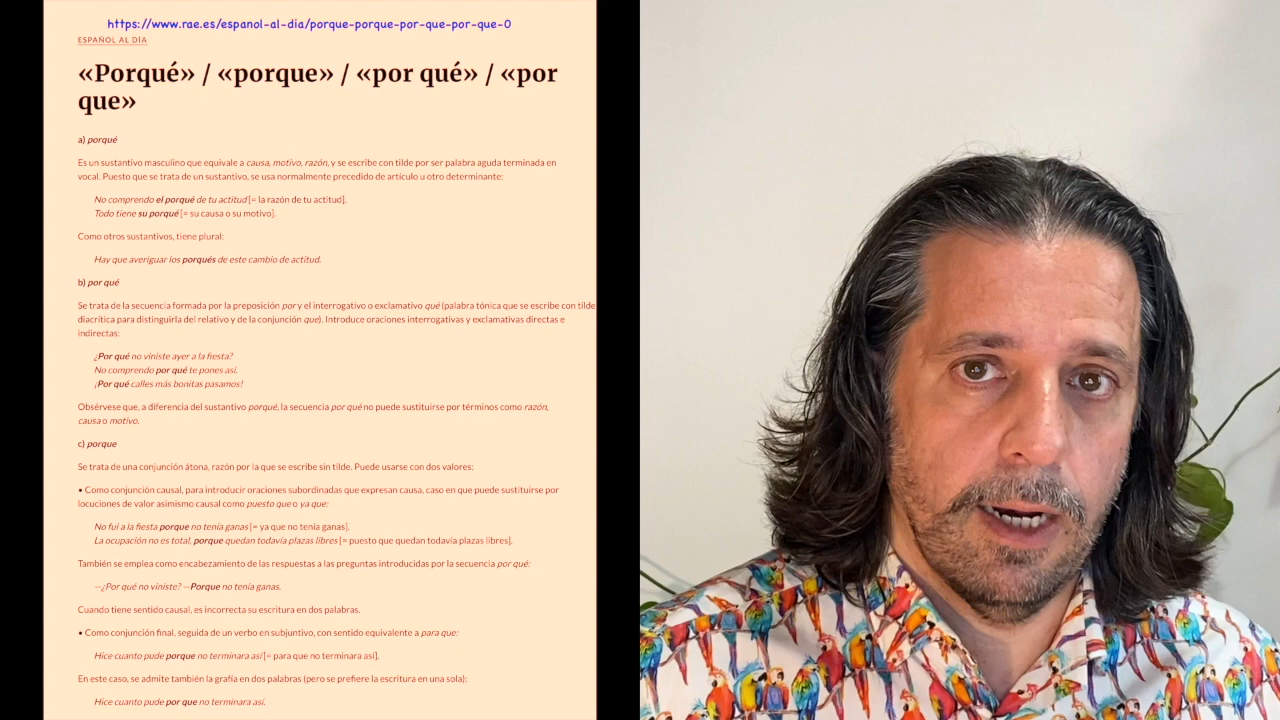 https://www.rae.es/espanol-al-dia/porque-porque-por-que-por-que-0
ESPAÑOL AL DÍA
«Porqué» / «porque» / «por qué» / «por
que»
a) porqué
Es un sustantivo masculino que equivale a causa, motivo, razón, y se escribe con tilde por ser palabra aguda terminada en
vocal. Puesto que se trata de un sustantivo, se usa normalmente precedido de artículo u otro determinante:
No comprendo el porqué de tu actitud [= la razón de tu actitud].
Todo tiene su porqué [= su causa o su motivo].
Como otros sustantivos, tiene plural:
Hay que averiguar los porqués de este cambio de actitud.
b) por qué
Se trata de la secuencia formada por la preposición por y el interrogativo o exclamativo qué (palabra tónica que se escribe con tilde
diacrítica para distinguirla del relativo y de la conjunción que). Introduce oraciones interrogativas y exclamativas directas e
indirectas:
¿Por qué no viniste ayer a la fiesta?
No comprendo por qué te pones así.
¡Por qué calles más bonitas pasamos!
Obsérvese que, a diferencia del sustantivo porqué, la secuencia por qué no puede sustituirse por términos como razón,
causa o motivo.
c) porque
Se trata de una conjunción átona, razón por la que se escribe sin tilde. Puede usarse con dos valores:
• Como conjunción causal, para introducir oraciones subordinadas que expresan causa, caso en que puede sustituirse por
locuciones de valor asimismo causal como puesto que o ya que:
No fui a la fiesta porque no tenía ganas [= ya que no tenía ganas].
La ocupación no es total, porque quedan todavía plazas libres [= puesto que quedan todavía plazas libres].
También se emplea como encabezamiento de las respuestas a las preguntas introducidas por la secuencia por qué:
—¿Por qué no viniste? —Porque no tenía ganas.
Cuando tiene sentido causal, es incorrecta su escritura en dos palabras.
• Como conjunción final, seguida de un verbo en subjuntivo, con sentido equivalente a para que:
Hice cuanto pude porque no terminara así [= para que no terminara así].
En este caso, se admite también la grafía en dos palabras (pero se prefiere la escritura en una sola):
Hice cuanto pude por que no terminara así.